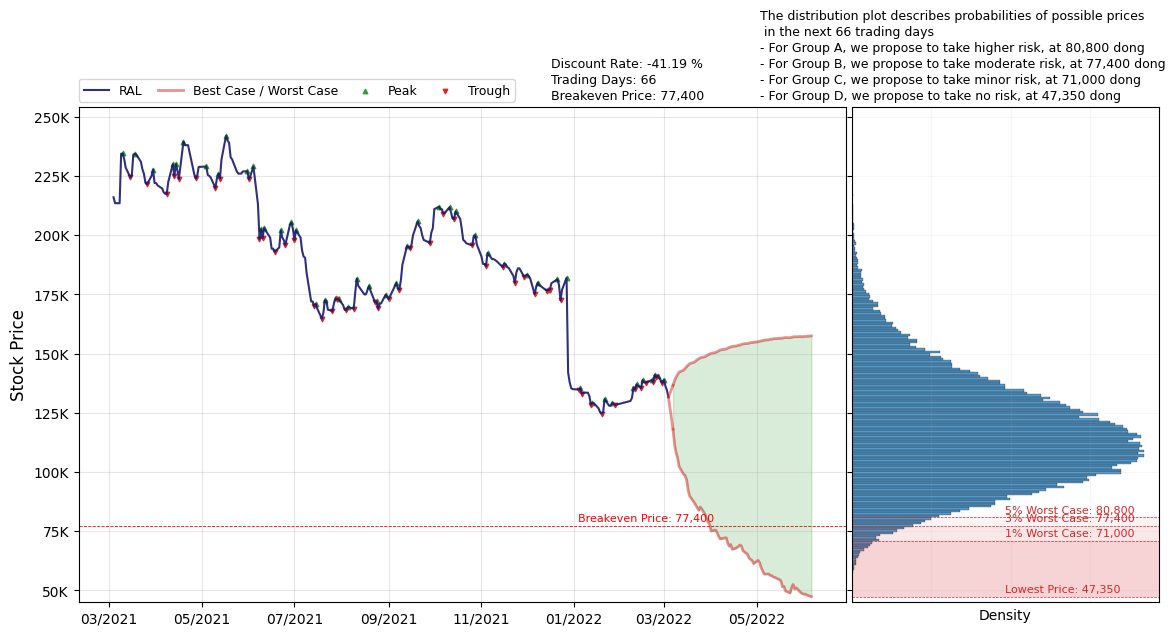 The distribution plot describes probabilities of possible prices
in the next 66 trading days
- For Group A, we propose to take higher risk, at 80,800 dong
- For Group B, we propose to take moderate risk, at 77,400 dong
- For Group C, we propose to take minor risk, at 71,000 dong
- For Group D, we propose to take no risk, at 47,350 dong
Discount Rate: -41.19 %
Trading Days: 66
Breakeven Price: 77,400
RAL
Best Case / Worst Case
Peak
Trough
Stock Price
250K
225K
200K
175K
150K
125K
100K
75K
50K
Breakeven Price: 77,400
5% Worst Case: 80,800
3% Worst Case: 77,400
1% Worst Case: 71,000
Lowest Price: 47,350
03/2021
05/2021
07/2021
09/2021
11/2021
01/2022
03/2022
05/2022
Density